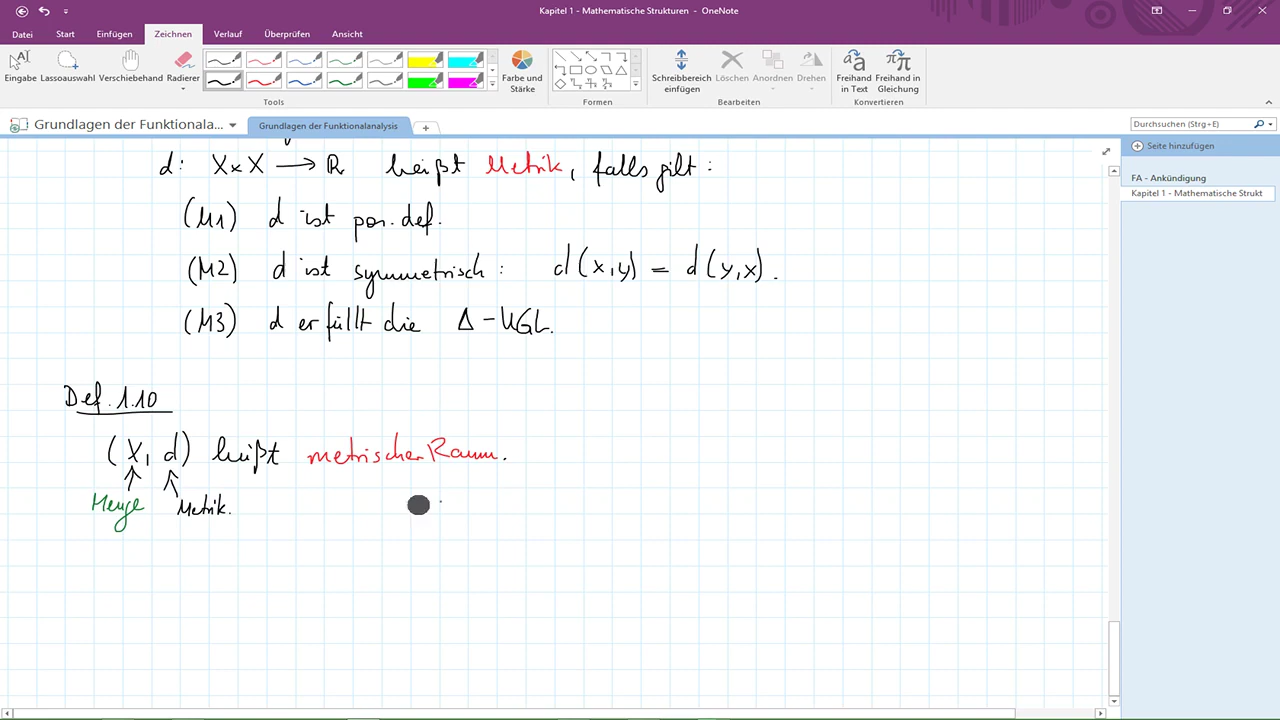 Kapitel 1 - Mathematische Strukturen - OneNote
Datei Start Einfügen Zeichnen Verlauf Überprüfen Ansicht
Eingabe Lassoauswahl Verschiebehand Radierer Farbe und Stärke Schreibbereich einfügen Löschen Anordnen Drehen Freihand in Text Freihand in Gleichung
Tools Formen Bearbeiten Konvertieren
Grundlagen der Funktionala... Grundlagen der Funktionalanalysis Durchsuchen (Strg+E)
Seite hinzufügen
FA - Ankündigung
Kapitel 1 - Mathematische Strukt
d: X × X → ℝ heißt Metrik, falls gilt:
(M1) d ist pos. def.
(M2) d ist symmetrisch: d(x,y) = d(y,x).
(M3) d erfüllt die Δ-UGL.
Def. 1.10
(X, d) heißt metrischer Raum.
Menge Metrik.